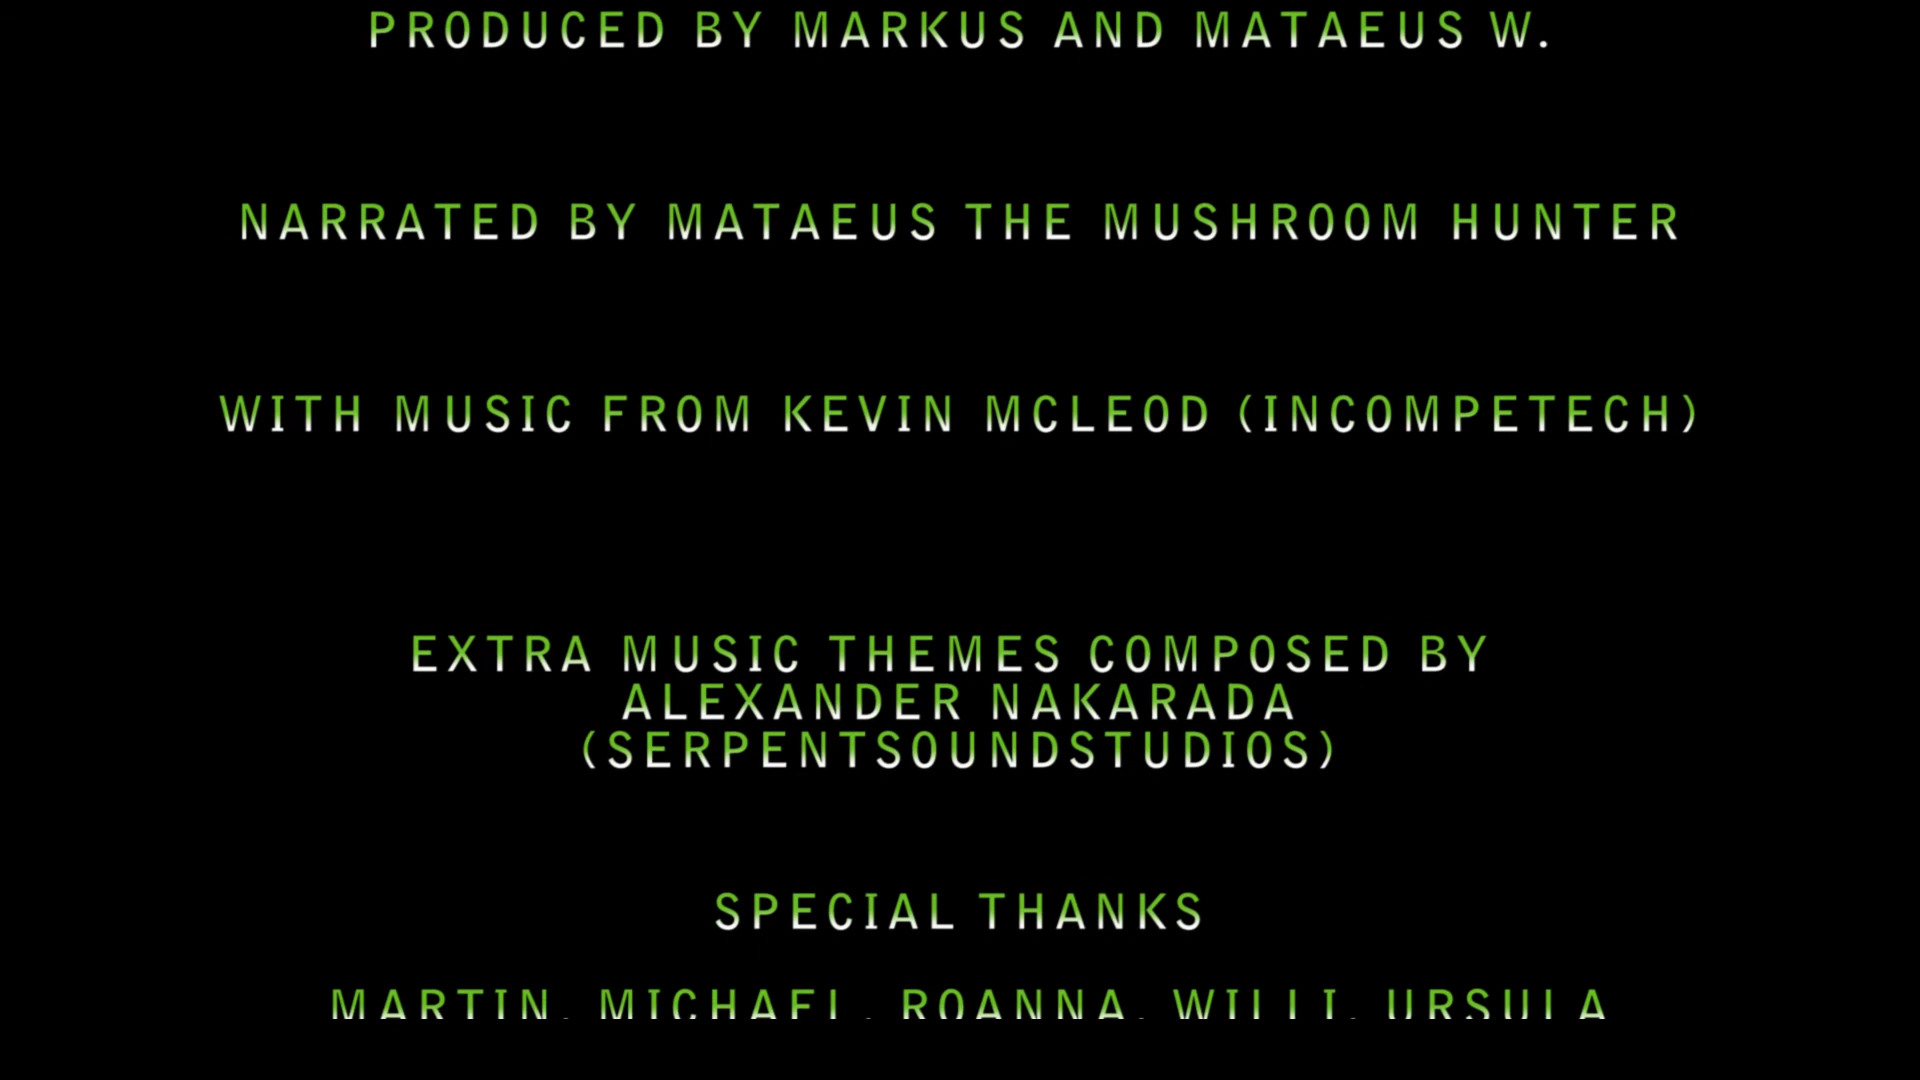 PRODUCED BY MARKUS AND MATAEUS W.
NARRATED BY MATAEUS THE MUSHROOM HUNTER
WITH MUSIC FROM KEVIN MCLEOD (INCOMPETECH)
EXTRA MUSIC THEMES COMPOSED BY
ALEXANDER NAKARADA
(SERPENTSOUNDSTUDIOS)
SPECIAL THANKS
MARTIN, MICHAEL, ROANNA, WILLI, URSULA